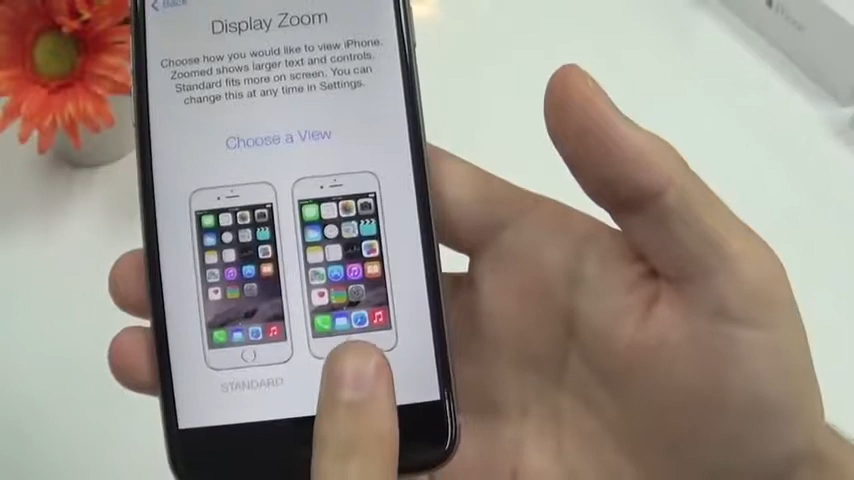 Back
Display Zoom
Choose how you would like to view iPhone.
Zoomed shows larger text and controls.
Standard fits more on screen. You can
change this at any time in Settings.
Choose a View
STANDARD